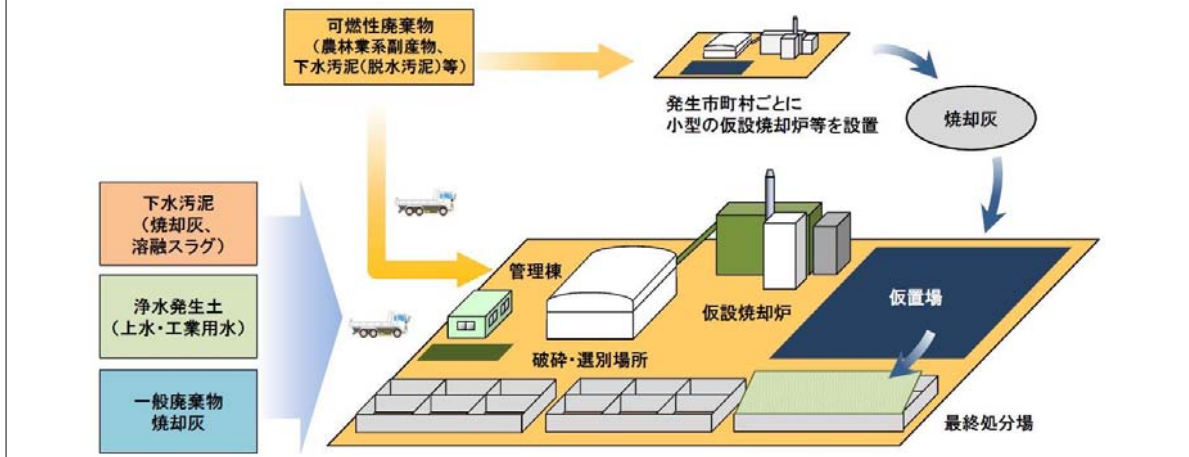 可燃性廃棄物
(農林業系副産物、
下水汚泥(脱水汚泥)等)
発生市町村ごとに
小型の仮設焼却炉等を設置
焼却灰
下水汚泥
(焼却灰、
溶融スラグ)
浄水発生土
(上水・工業用水)
一般廃棄物
焼却灰
管理棟
破砕・選別場所
仮設焼却炉
仮置場
最終処分場